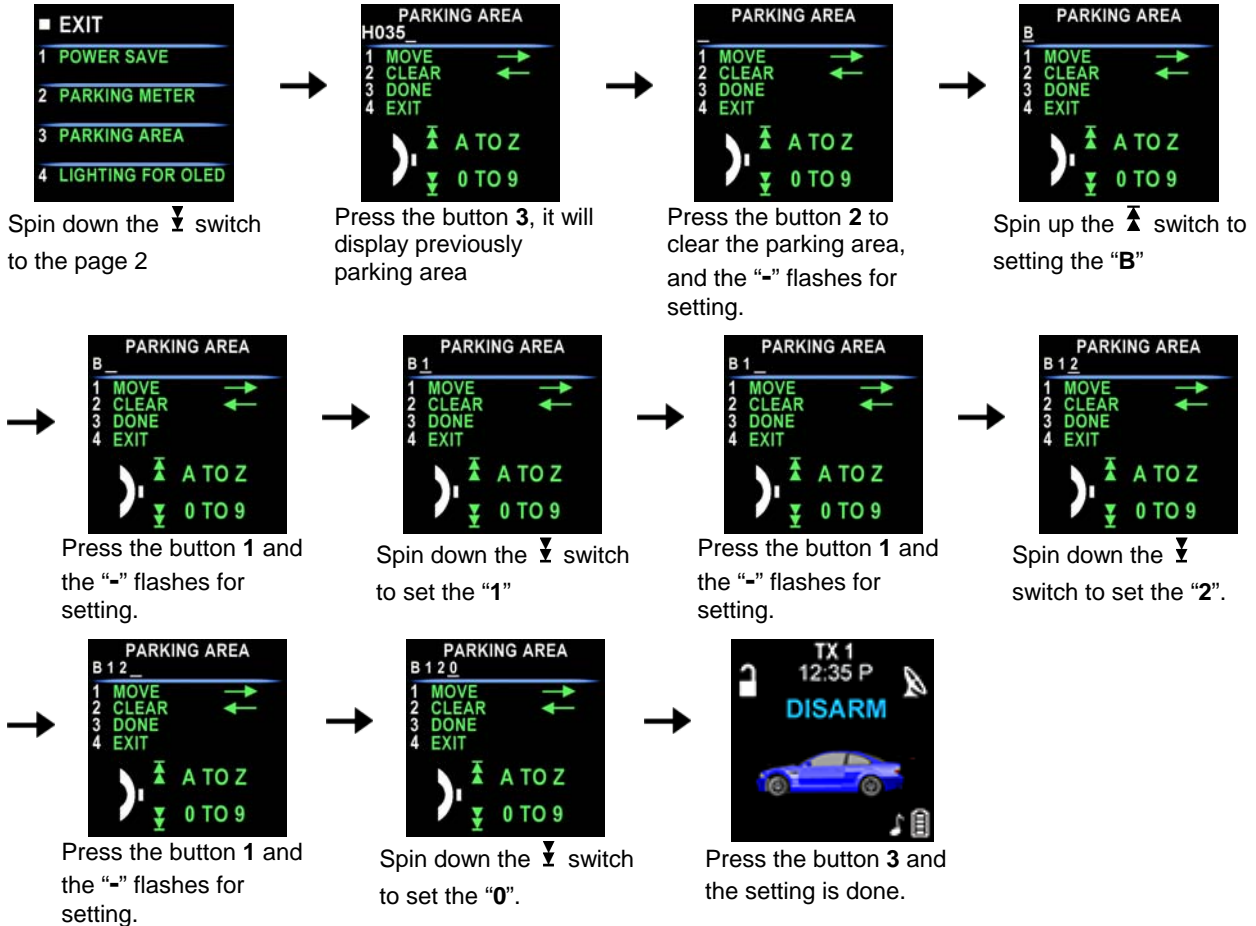 ■ EXIT
1 POWER SAVE
2 PARKING METER
3 PARKING AREA
4 LIGHTING FOR OLED
Spin down the switch
to the page 2
PARKING AREA
H035_
1 MOVE →
2 CLEAR ←
3 DONE
4 EXIT
A TO Z
0 TO 9
Press the button 3, it will
display previously
parking area
PARKING AREA
_
1 MOVE →
2 CLEAR ←
3 DONE
4 EXIT
A TO Z
0 TO 9
Press the button 2 to
clear the parking area,
and the “-” flashes for
setting.
PARKING AREA
B
1 MOVE →
2 CLEAR ←
3 DONE
4 EXIT
A TO Z
0 TO 9
Spin up the switch to
setting the “B”
PARKING AREA
B_
1 MOVE →
2 CLEAR ←
3 DONE
4 EXIT
A TO Z
0 TO 9
Press the button 1 and
the “-” flashes for
setting.
PARKING AREA
B1
1 MOVE →
2 CLEAR ←
3 DONE
4 EXIT
A TO Z
0 TO 9
Spin down the switch
to set the “1”
PARKING AREA
B1_
1 MOVE →
2 CLEAR ←
3 DONE
4 EXIT
A TO Z
0 TO 9
Press the button 1 and
the “-” flashes for
setting.
PARKING AREA
B12
1 MOVE →
2 CLEAR ←
3 DONE
4 EXIT
A TO Z
0 TO 9
Spin down the
switch to set the “2”.
PARKING AREA
B12_
1 MOVE →
2 CLEAR ←
3 DONE
4 EXIT
A TO Z
0 TO 9
Press the button 1 and
the “-” flashes for
setting.
PARKING AREA
B120
1 MOVE →
2 CLEAR ←
3 DONE
4 EXIT
A TO Z
0 TO 9
Spin down the switch
to set the “0”.
TX 1
12:35 P
DISARM
Press the button 3 and
the setting is done.